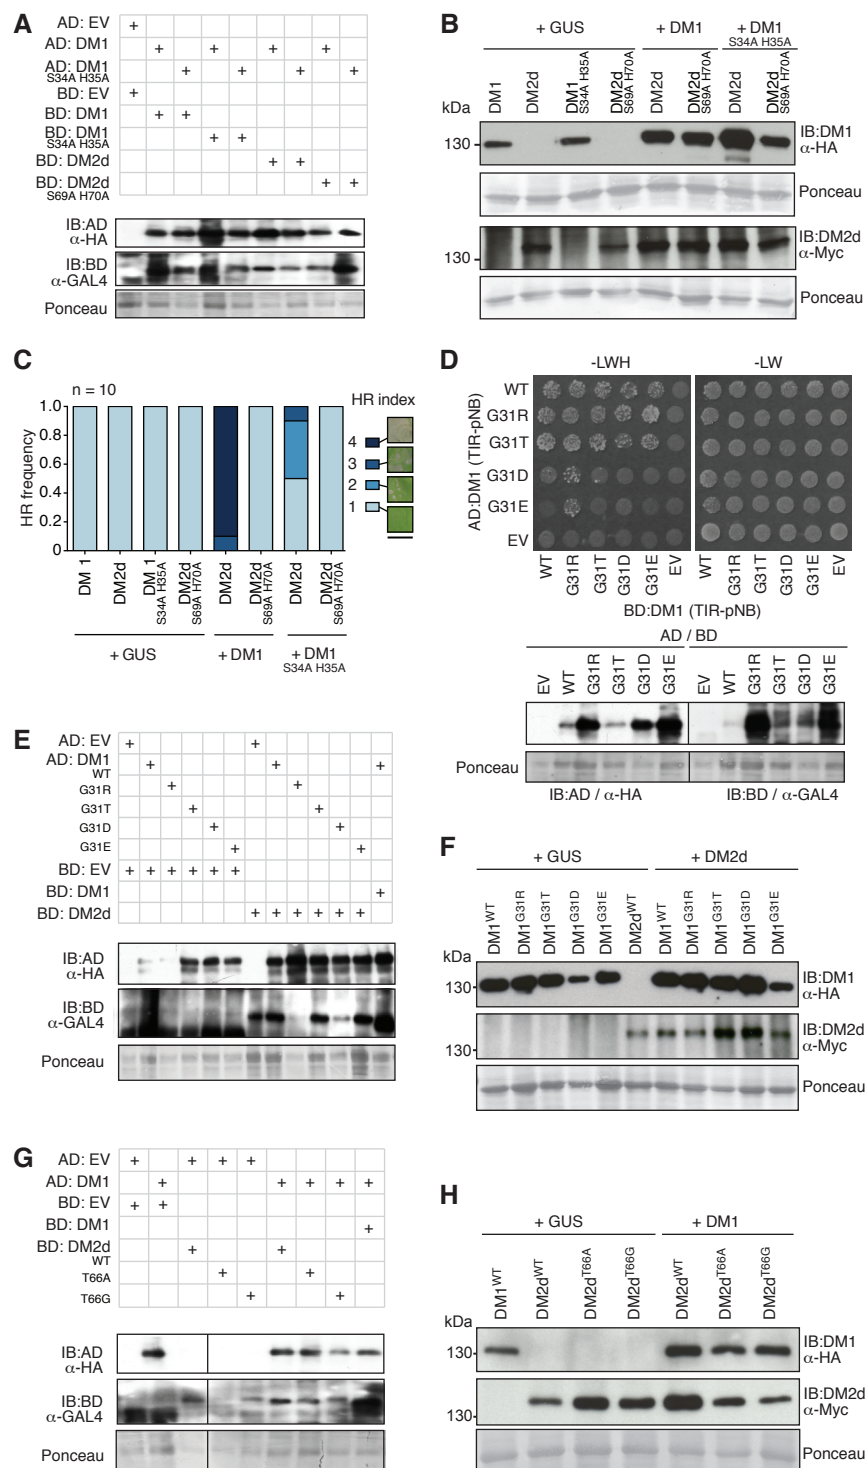 A
AD: EV
AD: DM1
AD: DM1
S34A H35A
BD: EV
BD: DM1
BD: DM1
S34A H35A
BD: DM2d
BD: DM2d
S69A H70A
+
+ + + +
+ + + +
+
+ +
+ +
+ +
+ +
IB:AD
α-HA
IB:BD
α-GAL4
Ponceau
B
+ GUS
+ DM1
+ DM1
S34A H35A
kDa
DM1
DM2d
DM1
S34A H35A
DM2d
S69A H70A
DM2d
DM2d
S69A H70A
DM2d
DM2d
S69A H70A
130
IB:DM1
α-HA
Ponceau
130
IB:DM2d
α-Myc
Ponceau
C
n = 10
HR index
HR frequency
1.0
0.8
0.6
0.4
0.2
0
4
3
2
1
DM 1
DM2d
DM 1
S34A H35A
DM2d
S69A H70A
DM2d
DM2d
S69A H70A
DM2d
DM2d
S69A H70A
+ GUS
+ DM1
+ DM1
S34A H35A
D
-LWH
-LW
AD:DM1 (TIR-pNB)
WT
G31R
G31T
G31D
G31E
EV
WT
G31R
G31T
G31D
G31E
EV
WT
G31R
G31T
G31D
G31E
EV
BD:DM1 (TIR-pNB)
AD / BD
EV
WT
G31R
G31T
G31D
G31E
EV
WT
G31R
G31T
G31D
G31E
Ponceau
IB:AD / α-HA
IB:BD / α-GAL4
E
AD: EV
AD: DM1
WT
G31R
G31T
G31D
G31E
BD: EV
BD: DM1
BD: DM2d
+ +
+ + +
+ +
+ +
+ +
+ +
+ + + + + +
+
+ + + + + +
IB:AD
α-HA
IB:BD
α-GAL4
Ponceau
F
+ GUS
+ DM2d
DM1WT
DM1G31R
DM1G31T
DM1G31D
DM1G31E
DM2dWT
DM1WT
DM1G31R
DM1G31T
DM1G31D
DM1G31E
kDa
130
IB:DM1
α-HA
130
IB:DM2d
α-Myc
Ponceau
G
AD: EV
AD: DM1
BD: EV
BD: DM1
BD: DM2d
WT
T66A
T66G
+ + + +
+ + + + +
+ +
+
+ +
+ +
+ +
IB:AD
α-HA
IB:BD
α-GAL4
Ponceau
H
+ GUS
+ DM1
DM1WT
DM2dWT
DM2dT66A
DM2dT66G
DM2dWT
DM2dT66A
DM2dT66G
kDa
130
IB:DM1
α-HA
130
IB:DM2d
α-Myc
Ponceau